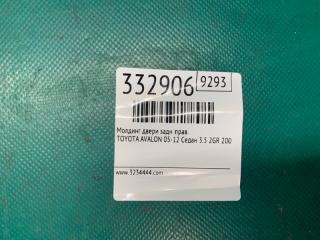 332906 9293
Молдинг двери задн. прав.
TOYOTA AVALON 05-12 Седан 3.5 2GR 200
www.3234444.com